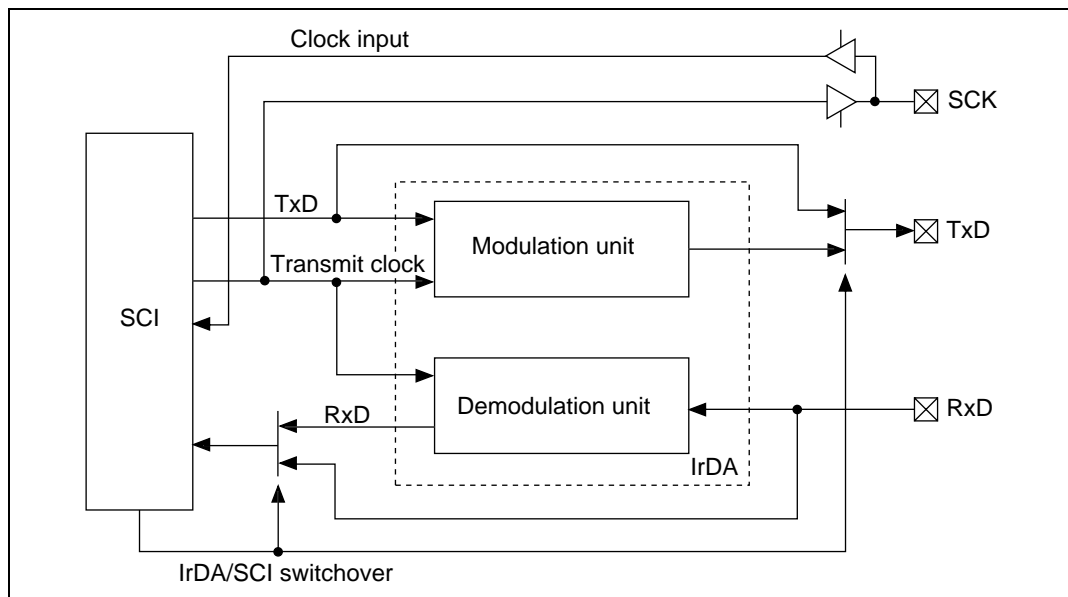 Clock input
SCK
TxD
Modulation unit
TxD
Transmit clock
SCI
Demodulation unit
RxD
RxD
IrDA
IrDA/SCI switchover